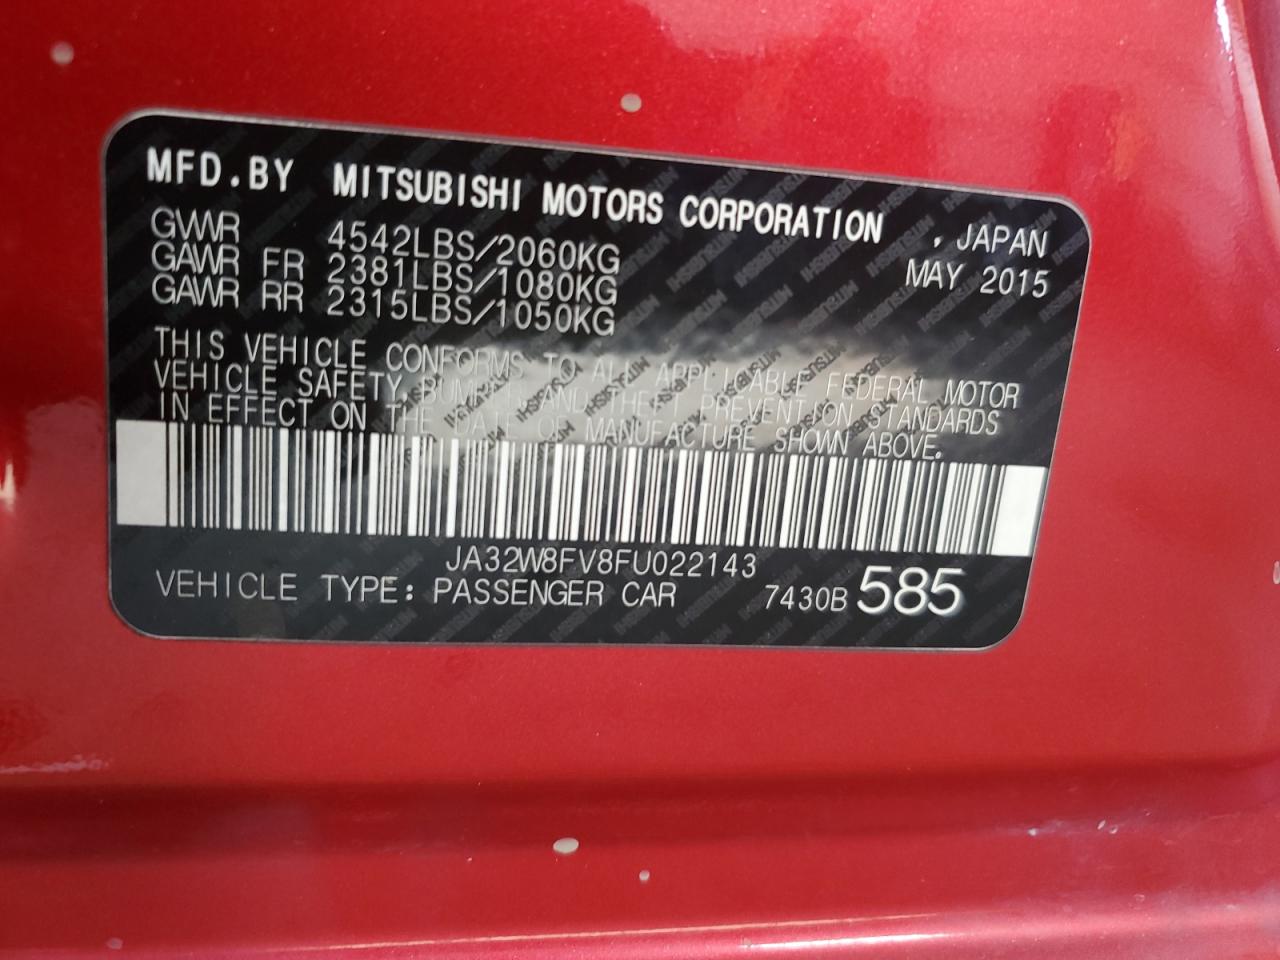 MFD.BY MITSUBISHI MOTORS CORPORATION , JAPAN
GVWR 4542LBS/2060KG MAY 2015
GAWR FR 2381LBS/1080KG
GAWR RR 2315LBS/1050KG
THIS VEHICLE CONFORMS TO ALL APPLICABLE FEDERAL MOTOR
VEHICLE SAFETY, BUMPER, AND THEFT PREVENTION STANDARDS
IN EFFECT ON THE DATE OF MANUFACTURE SHOWN ABOVE.
JA32W8FV8FU022143
VEHICLE TYPE: PASSENGER CAR 7430B 585